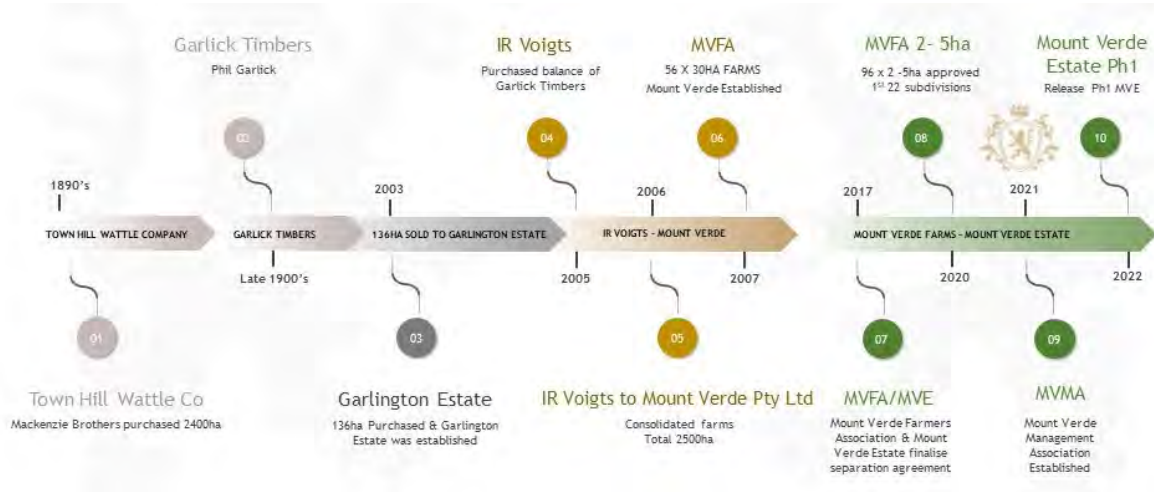 Garlick Timbers
Phil Garlick
IR Voigts
Purchased balance of
Garlick Timbers
MVFA
56 X 30HA FARMS
Mount Verde Established
MVFA 2- 5ha
96 x 2 -5ha approved
1ST 22 subdivisions
Mount Verde
Estate Ph1
Release Ph1 MVE
02
04
06
08
10
1890's
2003
2006
2017
2021
TOWN HILL WATTLE COMPANY
GARLICK TIMBERS
136HA SOLD TO GARLINGTON ESTATE
IR VOIGTS - MOUNT VERDE
MOUNT VERDE FARMS - MOUNT VERDE ESTATE
Late 1900's
2005
2007
2020
2022
01
03
05
07
09
Town Hill Wattle Co
Mackenzie Brothers purchased 2400ha
Garlington Estate
136ha Purchased & Garlington
Estate was established
IR Voigts to Mount Verde Pty Ltd
Consolidated farms
Total 2500ha
MVFA/MVE
Mount Verde Farmers
Association & Mount
Verde Estate finalise
separation agreement
MVMA
Mount Verde
Management
Association
Established